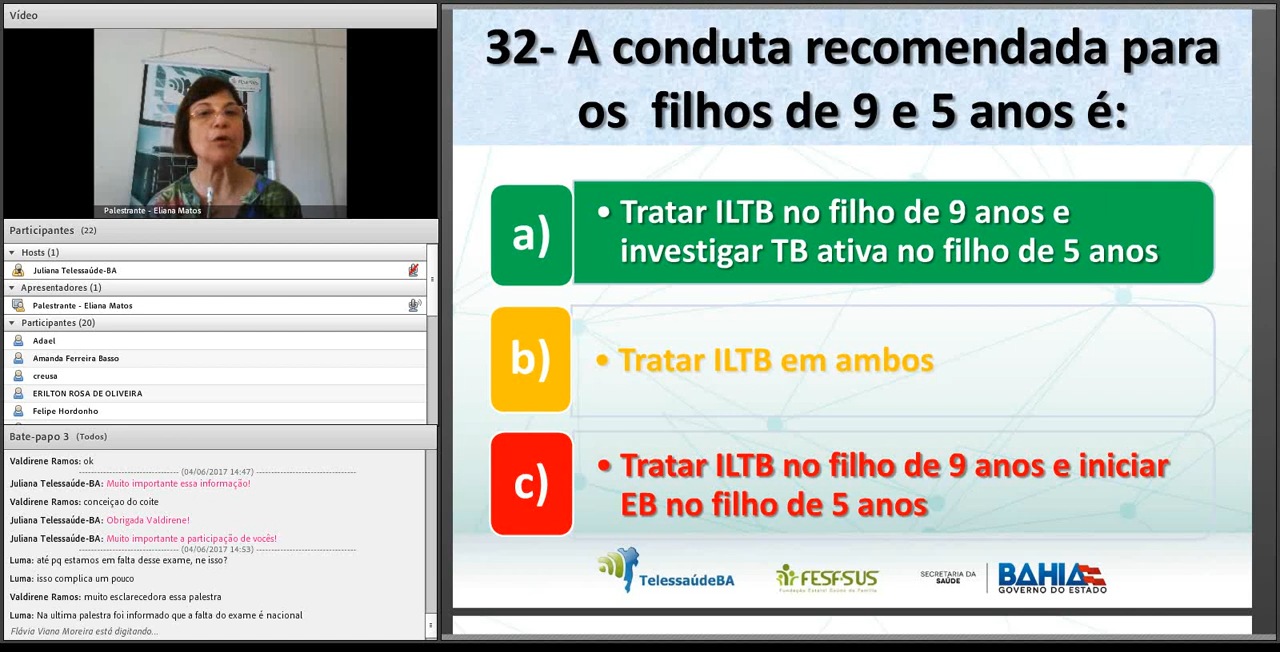 Vídeo
Palestrante - Eliana Matos
Participantes (22)
Hosts (1)
Juliana Telessaúde-BA
Apresentadores (1)
Palestrante - Eliana Matos
Participantes (20)
Adael
Amanda Ferreira Basso
creusa
ERILTON ROSA DE OLIVEIRA
Felipe Hordonho
Bate-papo 3 (Todos)
Valdirene Ramos: ok
(04/06/2017 14:47)
Juliana Telessaúde-BA: Muito importante essa informação!
Valdirene Ramos: conceiçao do coite
Juliana Telessaúde-BA: Obrigada Valdirene!
Juliana Telessaúde-BA: Muito importante a participação de vocês!
(04/06/2017 14:53)
Luma: até pq estamos em falta desse exame, ne isso?
Luma: isso complica um pouco
Valdirene Ramos: muito esclarecedora essa palestra
Luma: Na ultima palestra foi informado que a falta do exame é nacional
Flávia Viana Moreira está digitando...
32- A conduta recomendada para
os filhos de 9 e 5 anos é:
a)
• Tratar ILTB no filho de 9 anos e
investigar TB ativa no filho de 5 anos
b)
• Tratar ILTB em ambos
c)
• Tratar ILTB no filho de 9 anos e iniciar
EB no filho de 5 anos
TelessaúdeBA
FESFSUS
Fundação Estatal Saúde da Família
SECRETARIA DA
SAÚDE
BAHIA
GOVERNO DO ESTADO